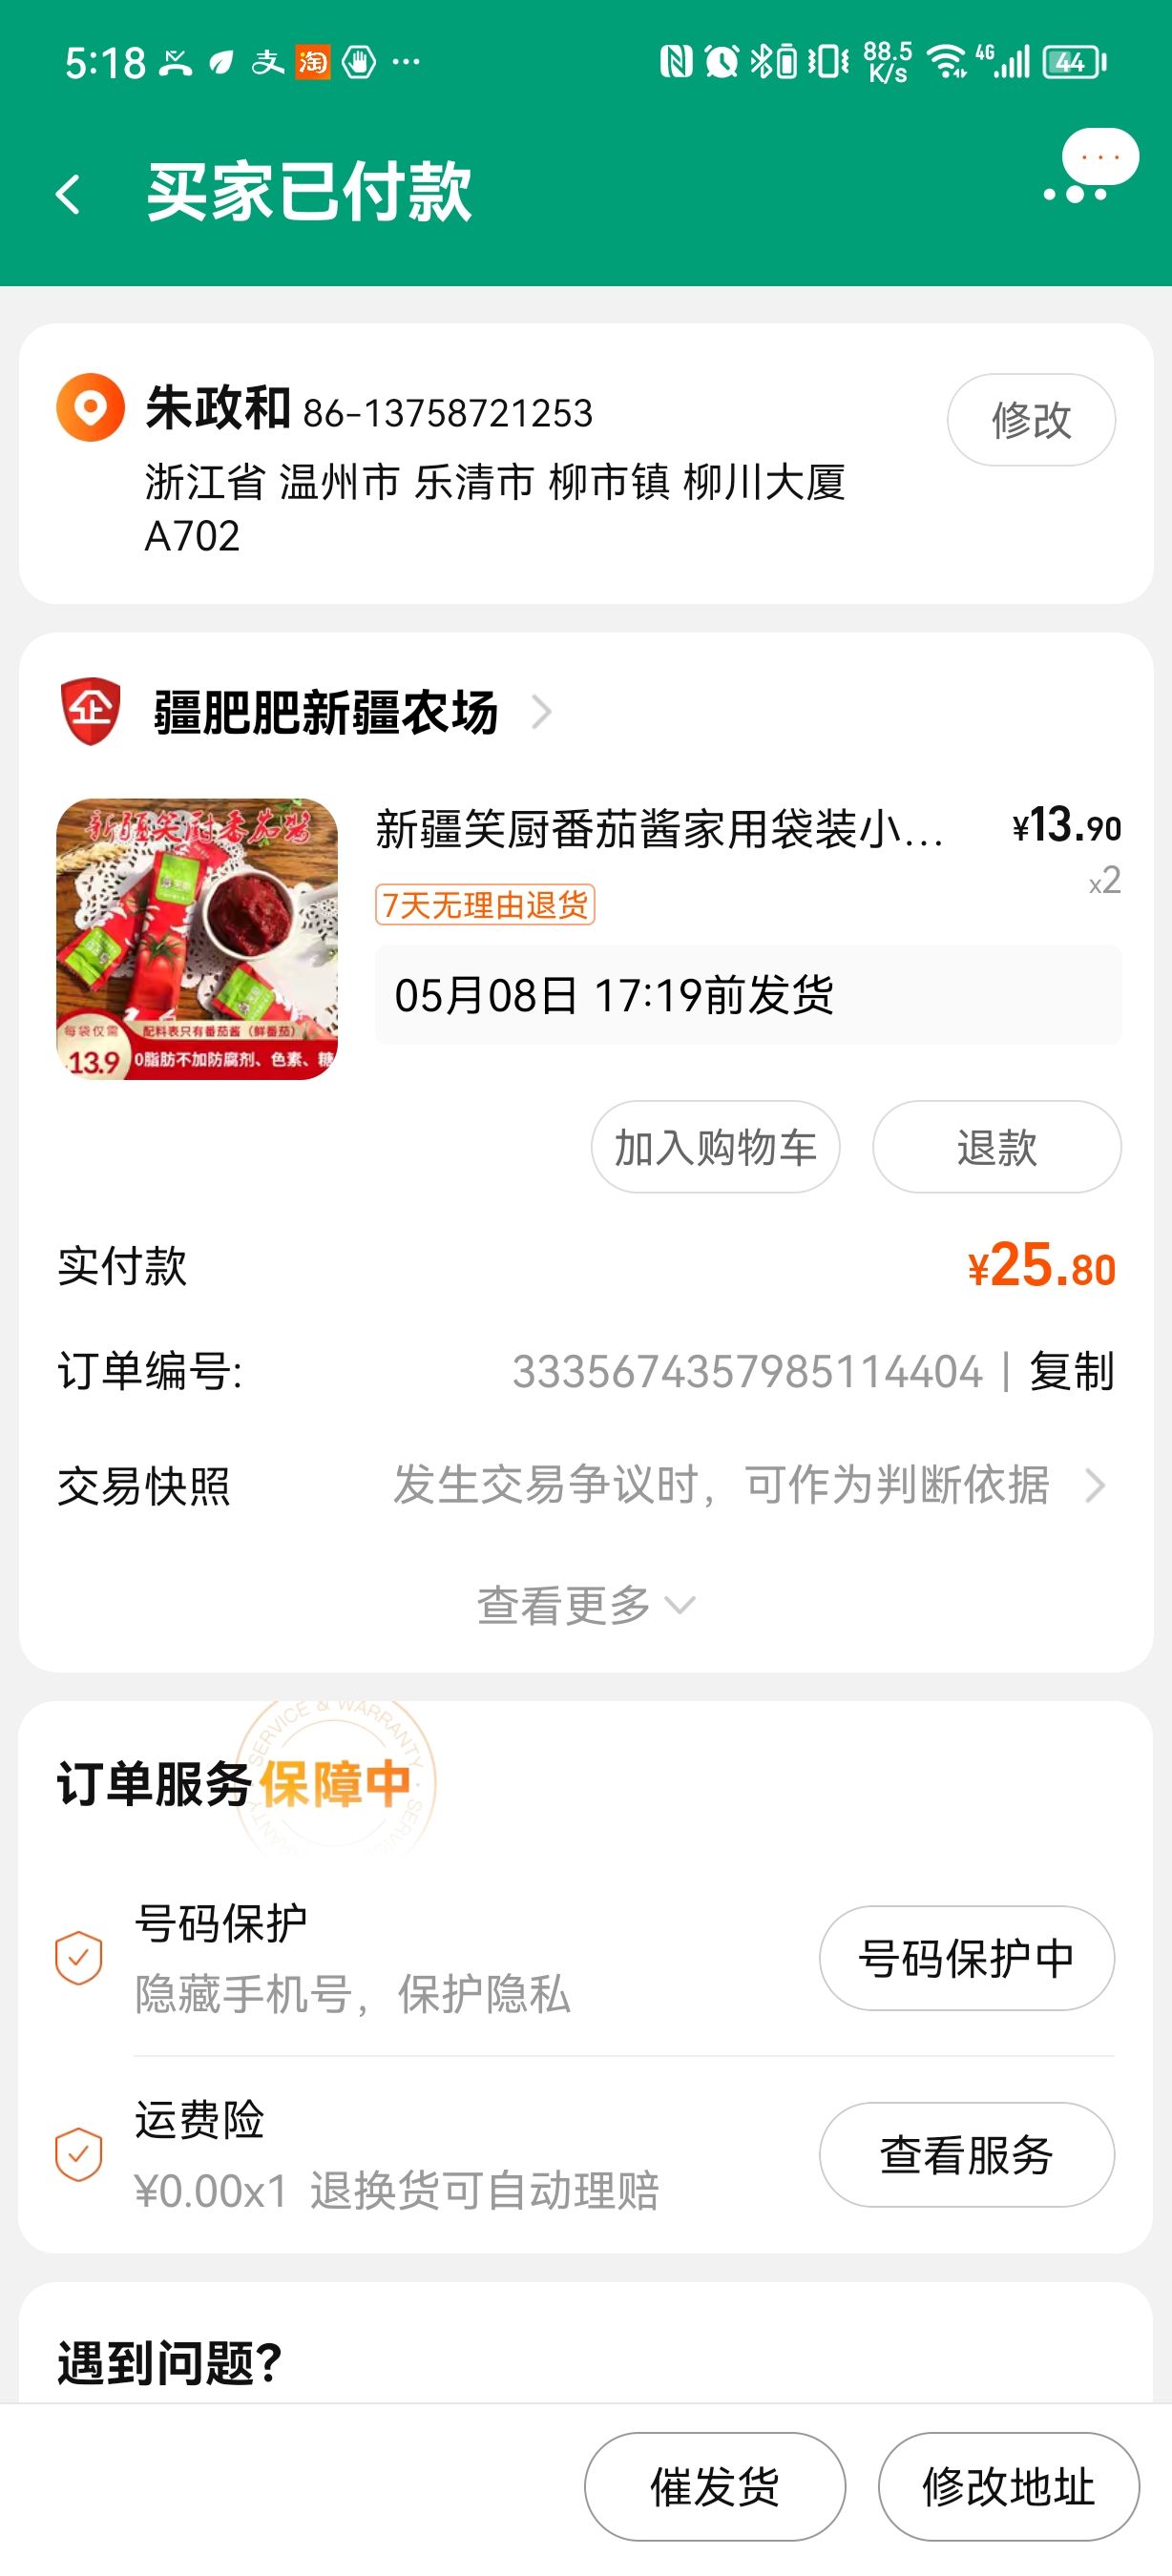 5:18 支 淘 ··· 88.5 K/s 4G 44
买家已付款
朱政和 86-13758721253 修改
浙江省 温州市 乐清市 柳市镇 柳川大厦
A702
企 疆肥肥新疆农场
新疆笑厨番茄酱
每袋仅需 配料表只有番茄酱（鲜番茄）
13.9 0脂肪不加防腐剂、色素、糖
新疆笑厨番茄酱家用袋装小... ¥13.90
x2
7天无理由退货
05月08日 17:19前发货
加入购物车 退款
实付款 ¥25.80
订单编号: 3335674357985114404 | 复制
交易快照 发生交易争议时，可作为判断依据
查看更多
SERVICE & WARRANTY · SERVICE
订单服务保障中
号码保护
隐藏手机号，保护隐私
号码保护中
运费险
¥0.00x1 退换货可自动理赔
查看服务
遇到问题?
催发货 修改地址